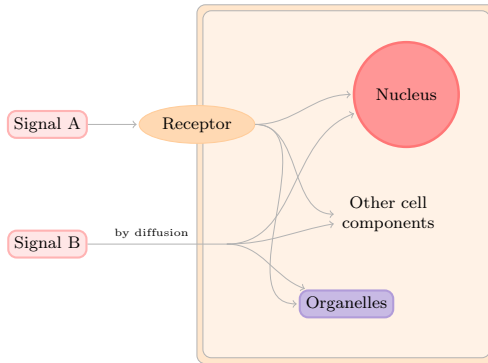 Nucleus
Signal A
Receptor
Other cell
components
by diffusion
Signal B
Organelles